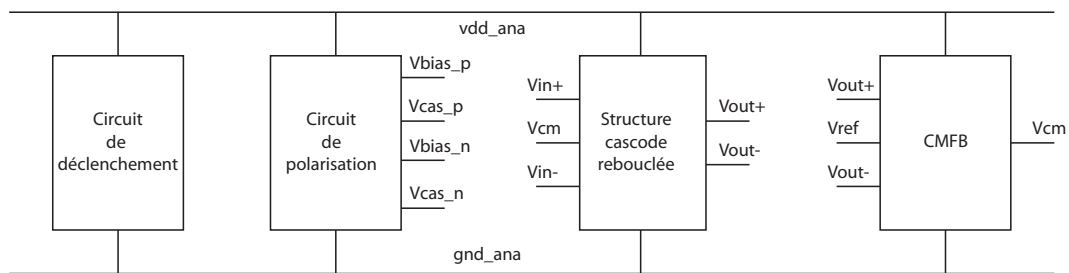 vdd_ana
Circuit
de
déclenchement
Circuit
de
polarisation
Vbias_p
Vcas_p
Vbias_n
Vcas_n
Vin+
Vcm
Vin-
Structure
cascode
rebouclée
Vout+
Vout-
Vout+
Vref
Vout-
CMFB
Vcm
gnd_ana